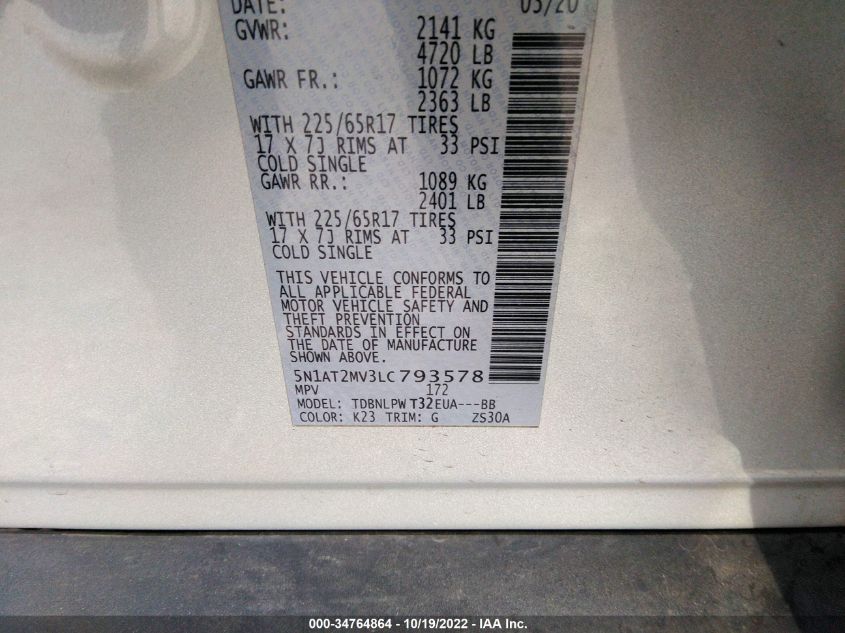 DATE: 03/20
GVWR: 2141 KG
4720 LB
GAWR FR.: 1072 KG
2363 LB
WITH 225/65R17 TIRES
17 X 7J RIMS AT 33 PSI
COLD SINGLE
GAWR RR.: 1089 KG
2401 LB
WITH 225/65R17 TIRES
17 X 7J RIMS AT 33 PSI
COLD SINGLE
THIS VEHICLE CONFORMS TO
ALL APPLICABLE FEDERAL
MOTOR VEHICLE SAFETY AND
THEFT PREVENTION
STANDARDS IN EFFECT ON
THE DATE OF MANUFACTURE
SHOWN ABOVE.
5N1AT2MV3LC793578
MPV 172
MODEL: TDBNLPWT32EUA---BB
COLOR: K23 TRIM: G ZS30A
000-34764864 - 10/19/2022 - IAA Inc.